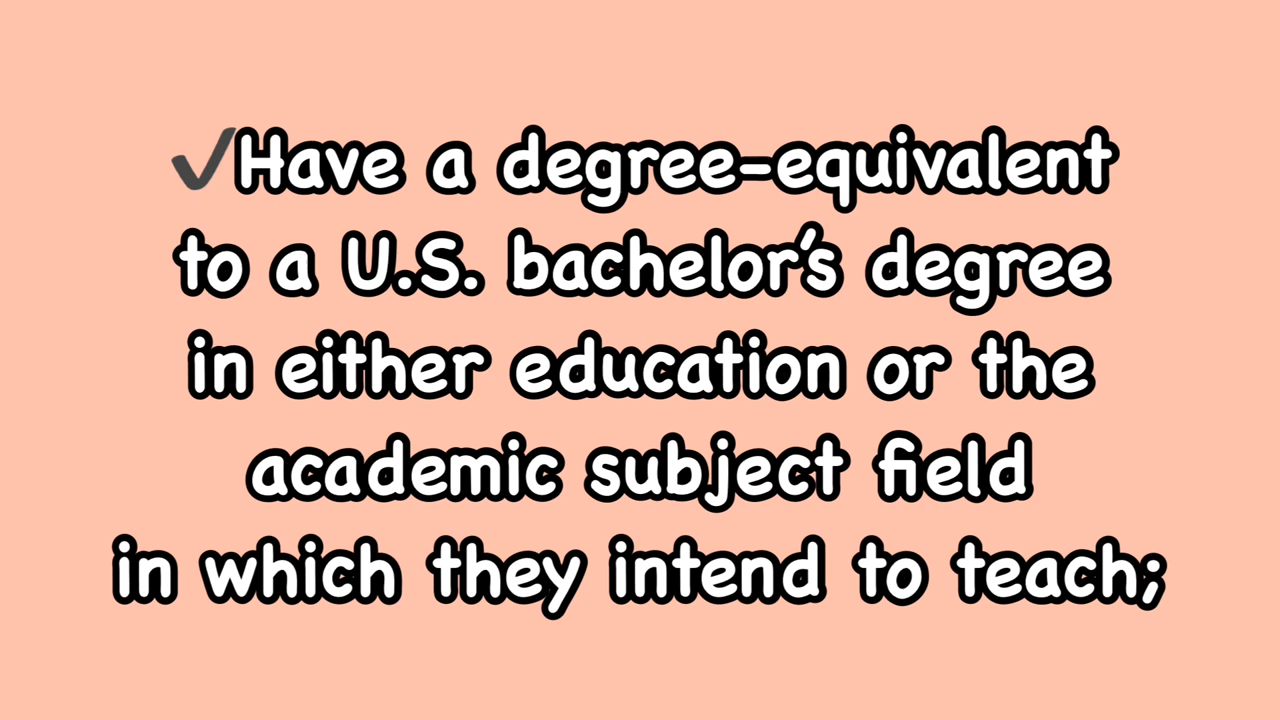 ✔Have a degree-equivalent
to a U.S. bachelor's degree
in either education or the
academic subject field
in which they intend to teach;